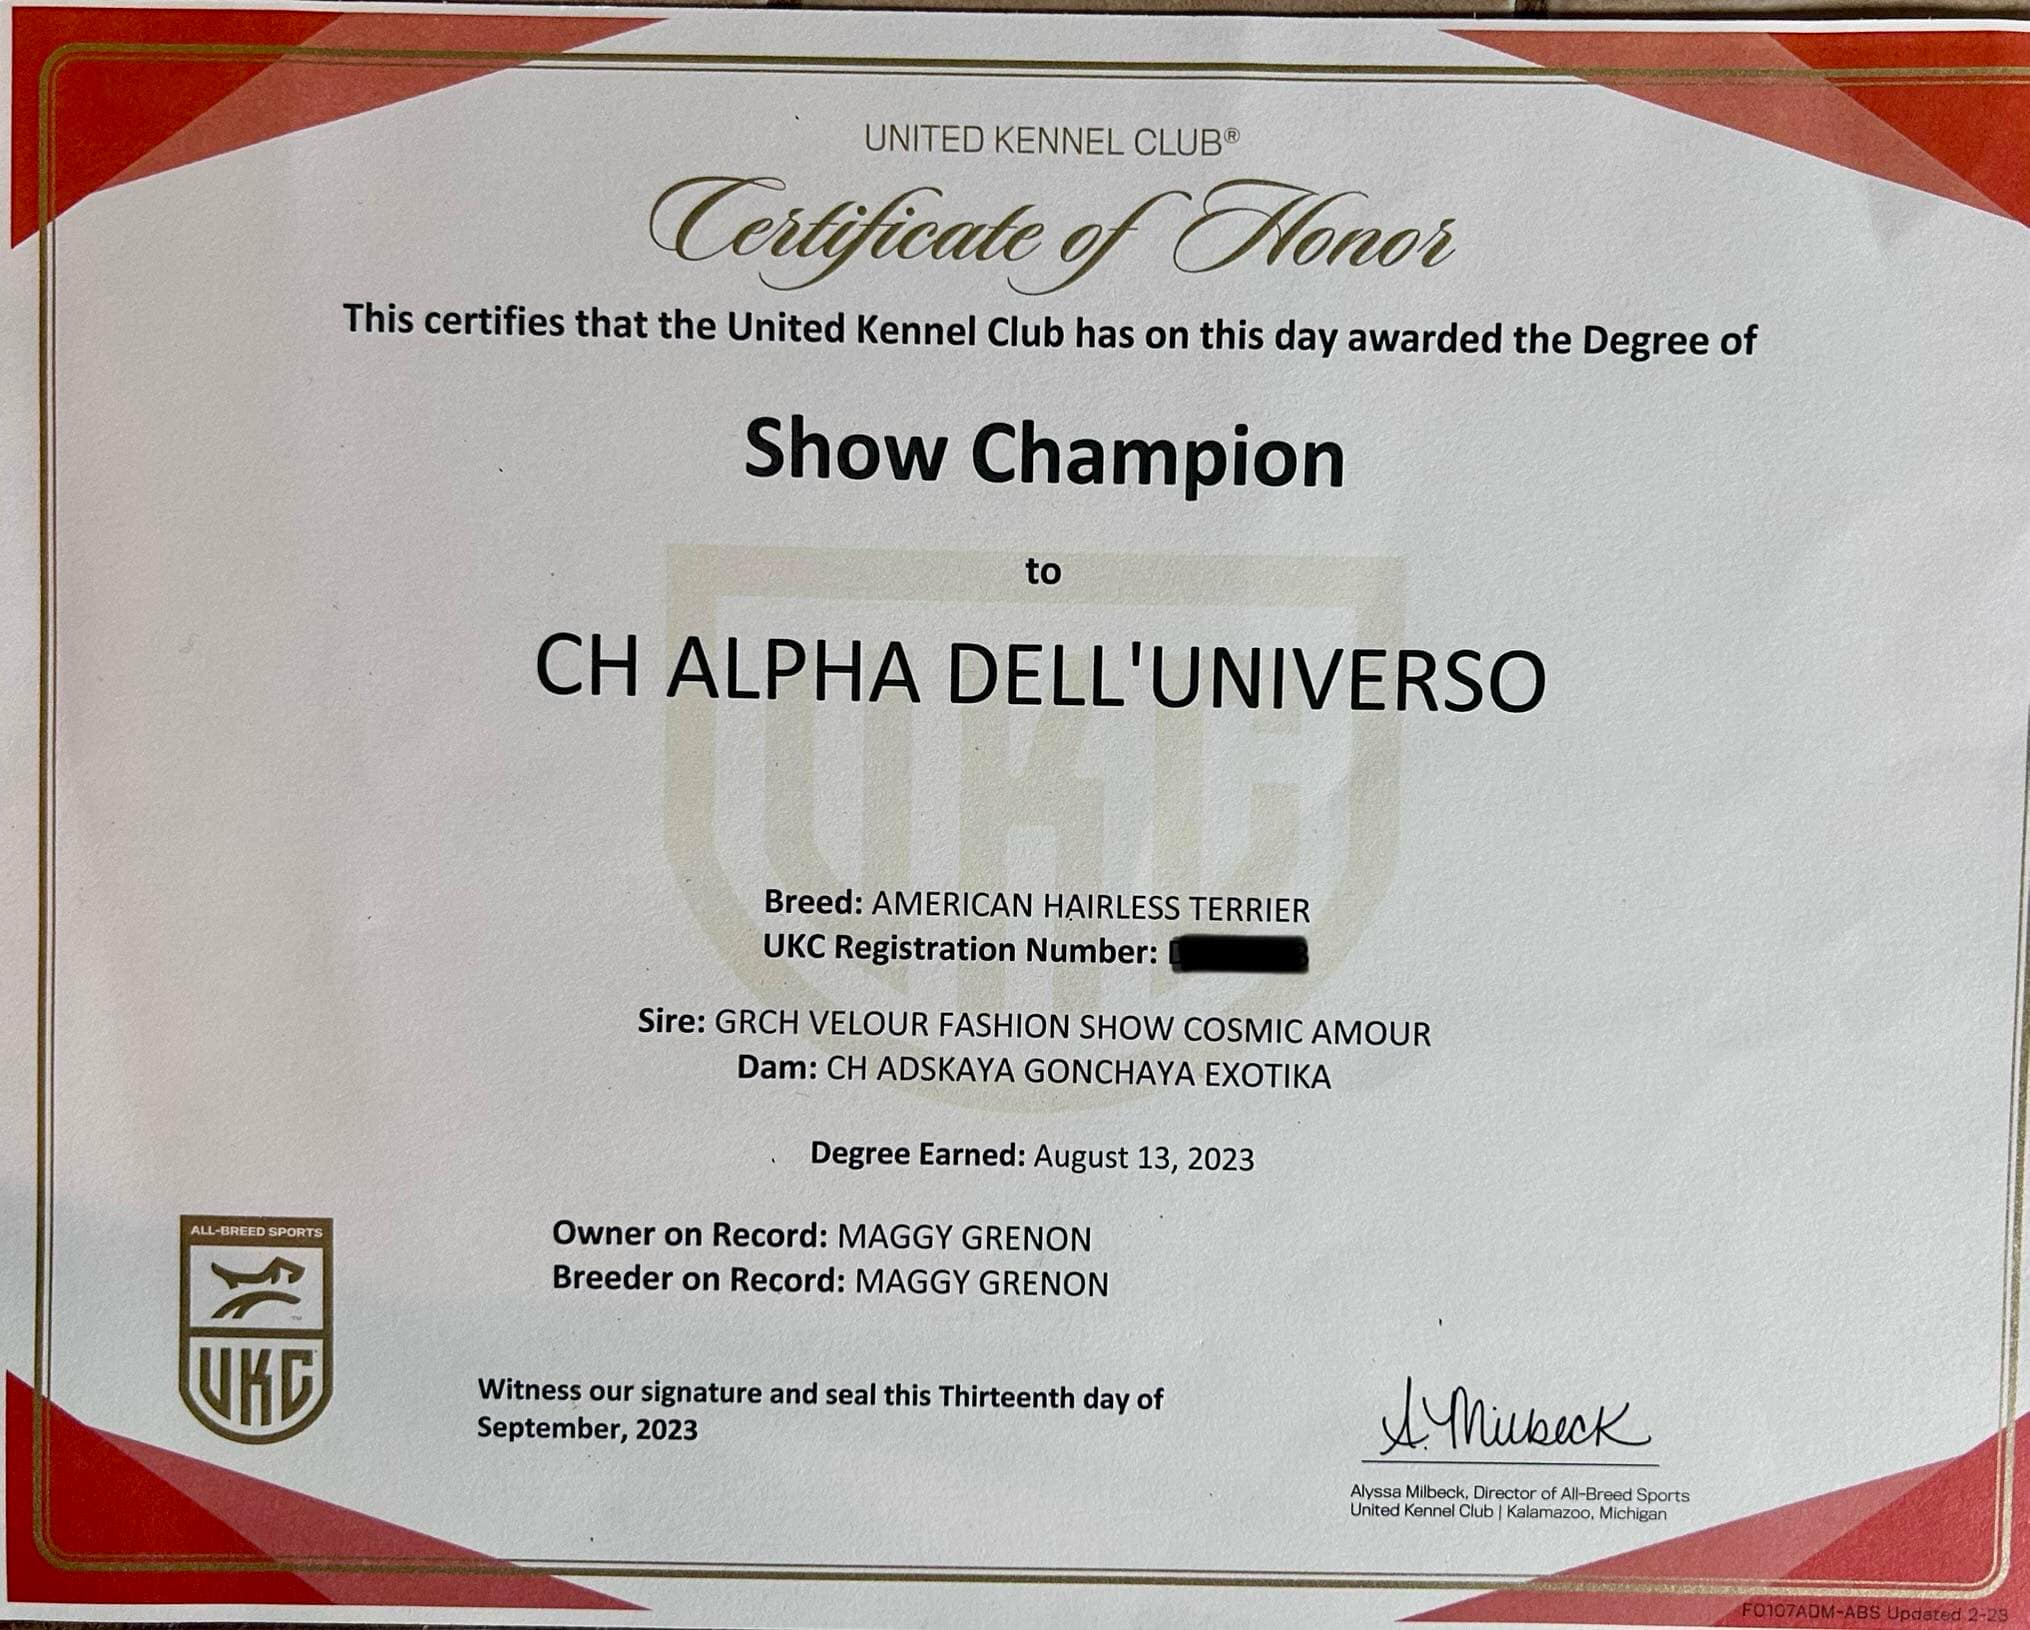 UNITED KENNEL CLUB®
Certificate of Honor
This certifies that the United Kennel Club has on this day awarded the Degree of
Show Champion
to
CH ALPHA DELL'UNIVERSO
UKC
Breed: AMERICAN HAIRLESS TERRIER
UKC Registration Number:
Sire: GRCH VELOUR FASHION SHOW COSMIC AMOUR
Dam: CH ADSKAYA GONCHAYA EXOTIKA
Degree Earned: August 13, 2023
Owner on Record: MAGGY GRENON
Breeder on Record: MAGGY GRENON
ALL-BREED SPORTS
™
UKC
Witness our signature and seal this Thirteenth day of
September, 2023
A. Milbeck
Alyssa Milbeck, Director of All-Breed Sports
United Kennel Club | Kalamazoo, Michigan
F0107ADM-ABS Updated 2-23